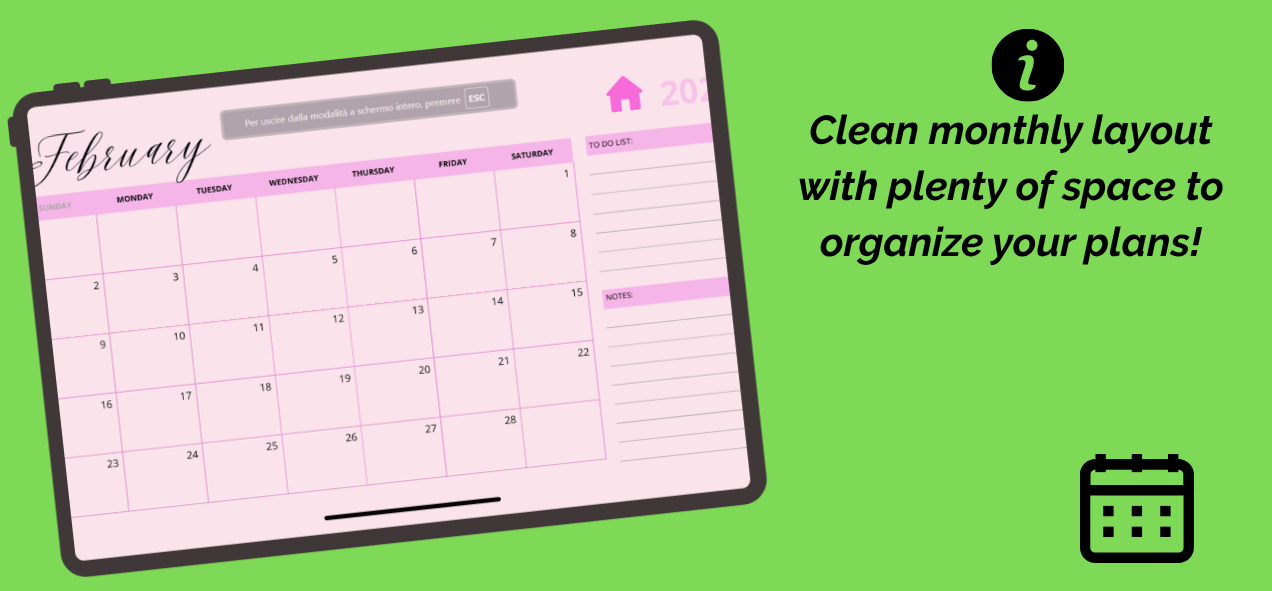 Per uscire dalla modalità a schermo intero, premere ESC
202
February
SUNDAY MONDAY TUESDAY WEDNESDAY THURSDAY FRIDAY SATURDAY
1
2 3 4 5 6 7 8
9 10 11 12 13 14 15
16 17 18 19 20 21 22
23 24 25 26 27 28
TO DO LIST:
NOTES:
i
Clean monthly layout
with plenty of space to
organize your plans!